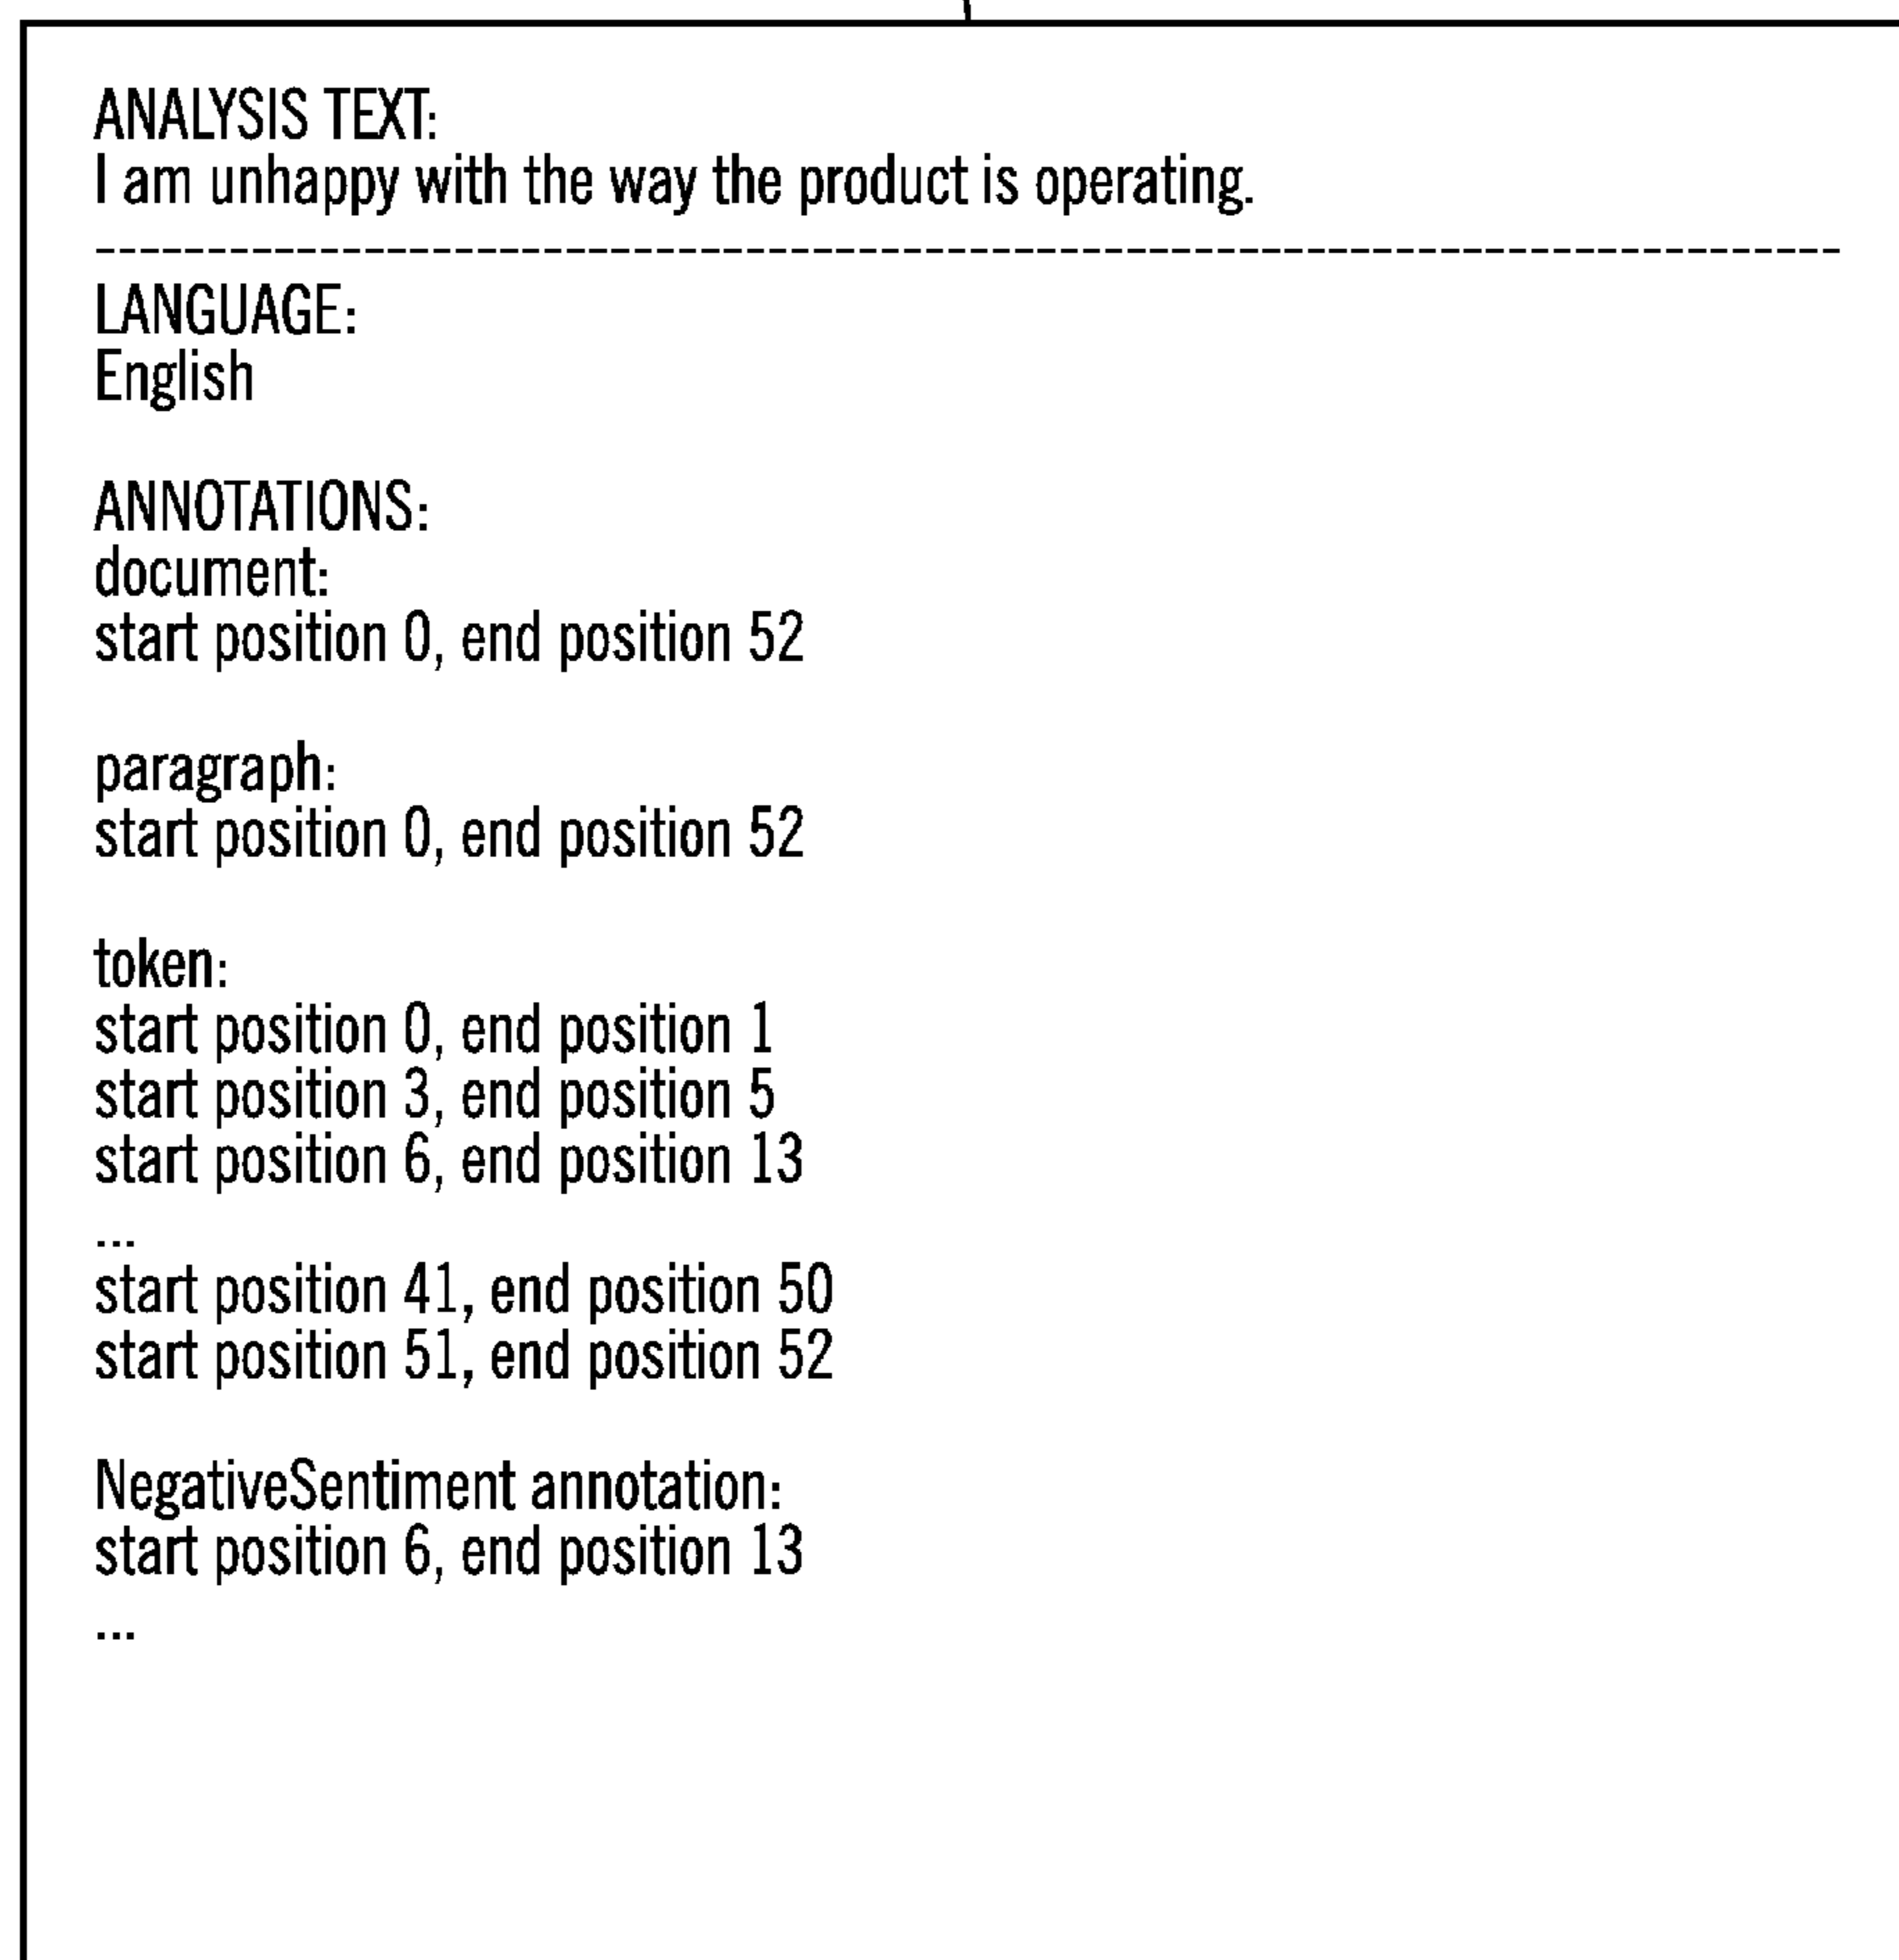 ANALYSIS TEXT:
I am unhappy with the way the product is operating.
LANGUAGE:
English
ANNOTATIONS:
document:
start position 0, end position 52
paragraph:
start position 0, end position 52
token:
start position 0, end position 1
start position 3, end position 5
start position 6, end position 13
...
start position 41, end position 50
start position 51, end position 52
NegativeSentiment annotation:
start position 6, end position 13
...